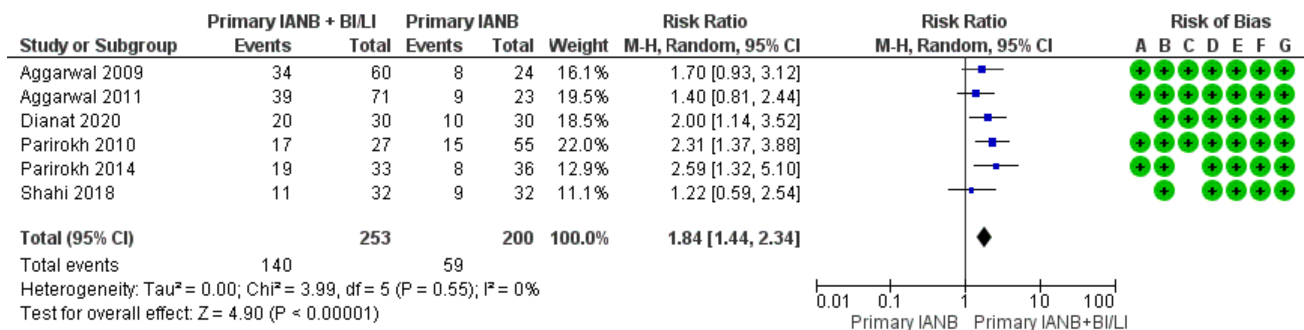 Primary IANB + BI/LI Primary IANB Risk Ratio Risk Ratio Risk of Bias
Study or Subgroup Events Total Events Total Weight M-H, Random, 95% CI M-H, Random, 95% CI A B C D E F G
Aggarwal 2009 34 60 8 24 16.1% 1.70 [0.93, 3.12] + + + + + + +
Aggarwal 2011 39 71 9 23 19.5% 1.40 [0.81, 2.44] + + + + + + +
Dianat 2020 20 30 10 30 18.5% 2.00 [1.14, 3.52] + + + + + +
Parirokh 2010 17 27 15 55 22.0% 2.31 [1.37, 3.88] + + + + + + +
Parirokh 2014 19 33 8 36 12.9% 2.59 [1.32, 5.10] + + + + + +
Shahi 2018 11 32 9 32 11.1% 1.22 [0.59, 2.54] + + + + +
Total (95% CI) 253 200 100.0% 1.84 [1.44, 2.34]
Total events 140 59
Heterogeneity: Tau² = 0.00; Chi² = 3.99, df = 5 (P = 0.55); I² = 0%
Test for overall effect: Z = 4.90 (P < 0.00001)
0.01 0.1 1 10 100
Primary IANB Primary IANB+BI/LI